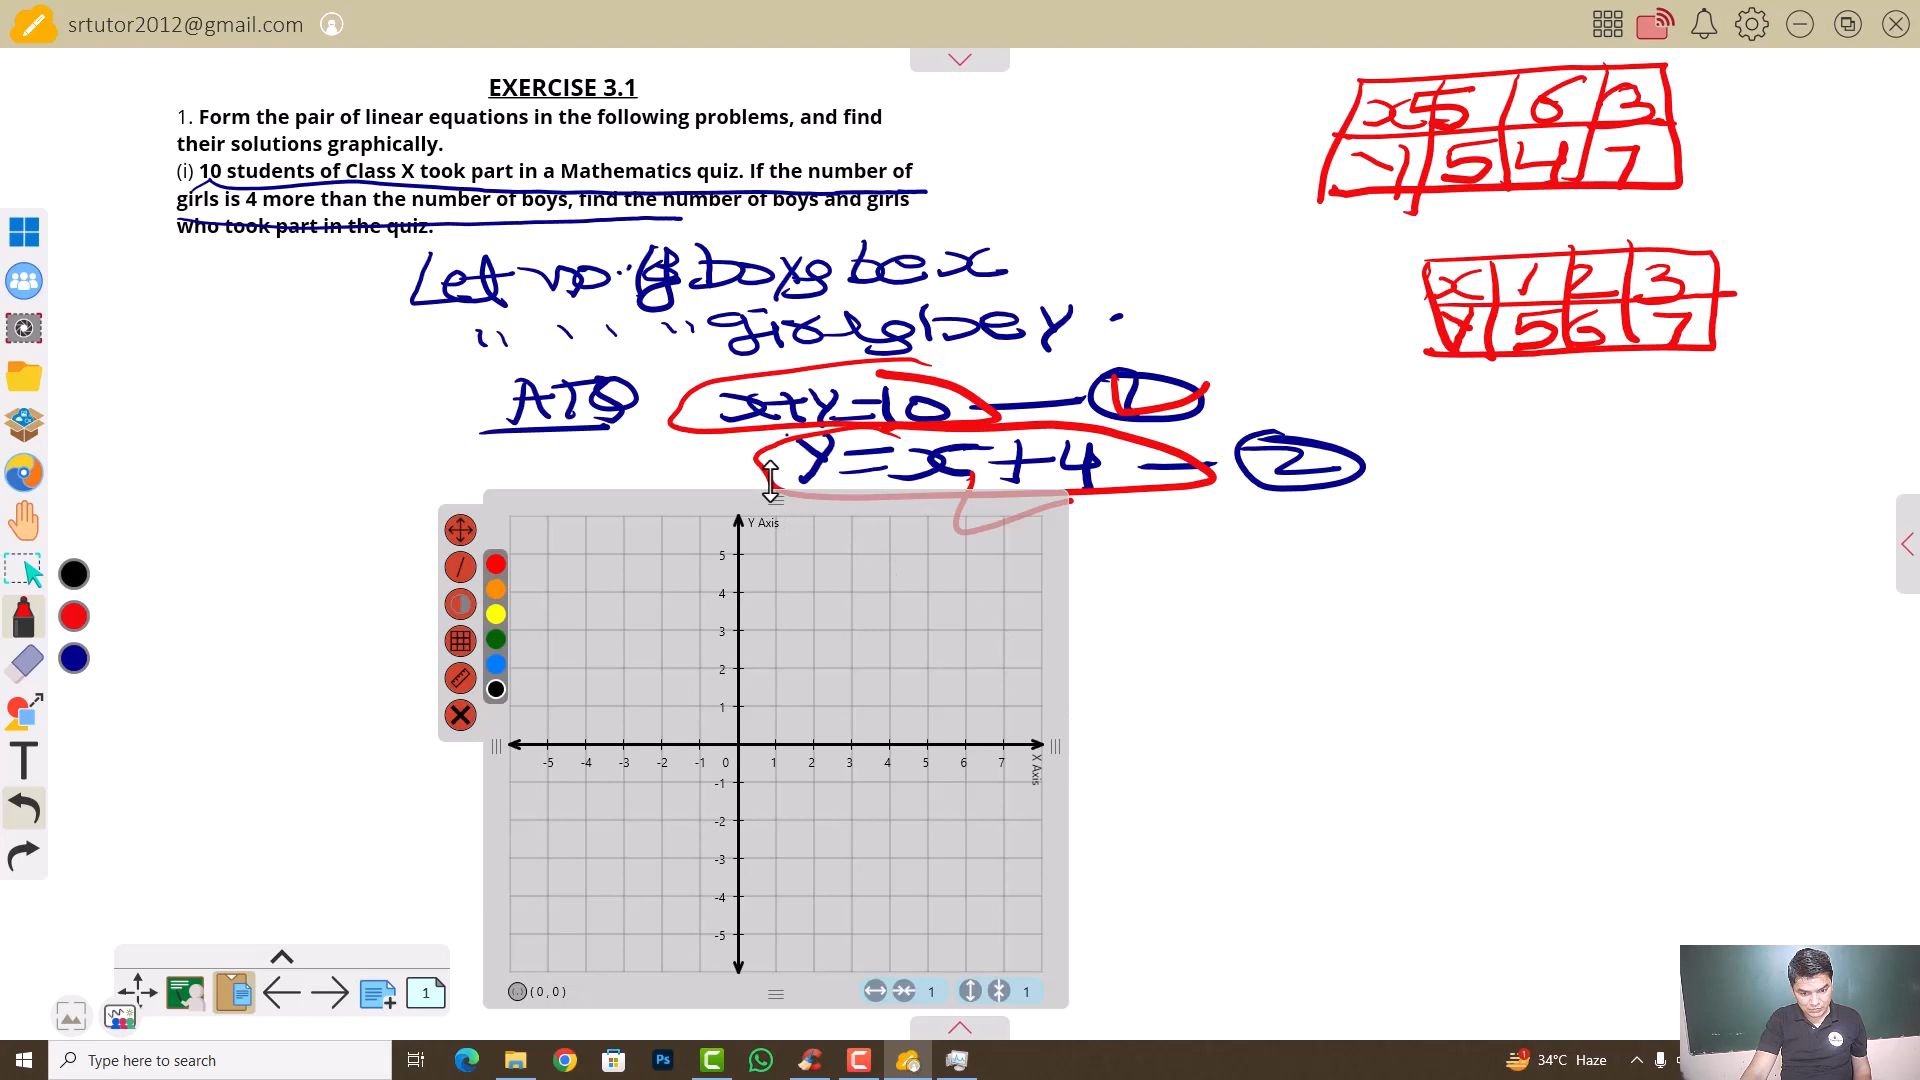 srtutor2012@gmail.com
EXERCISE 3.1
1. Form the pair of linear equations in the following problems, and find
their solutions graphically.
(i) 10 students of Class X took part in a Mathematics quiz. If the number of
girls is 4 more than the number of boys, find the number of boys and girls
who took part in the quiz.
x 5 6 3
y 5 4 7
x 1 2 3
y 5 6 7
Let no. of boys be x
" " " " girls be y .
ATQ x+y=10 — 1
y=x+4 — 2
Y Axis
5
4
3
2
1
-5 -4 -3 -2 -1 0 1 2 3 4 5 6 7
X Axis
-1
-2
-3
-4
-5
(0,0)
1 1
T
1
Type here to search
Ps
1
34°C Haze